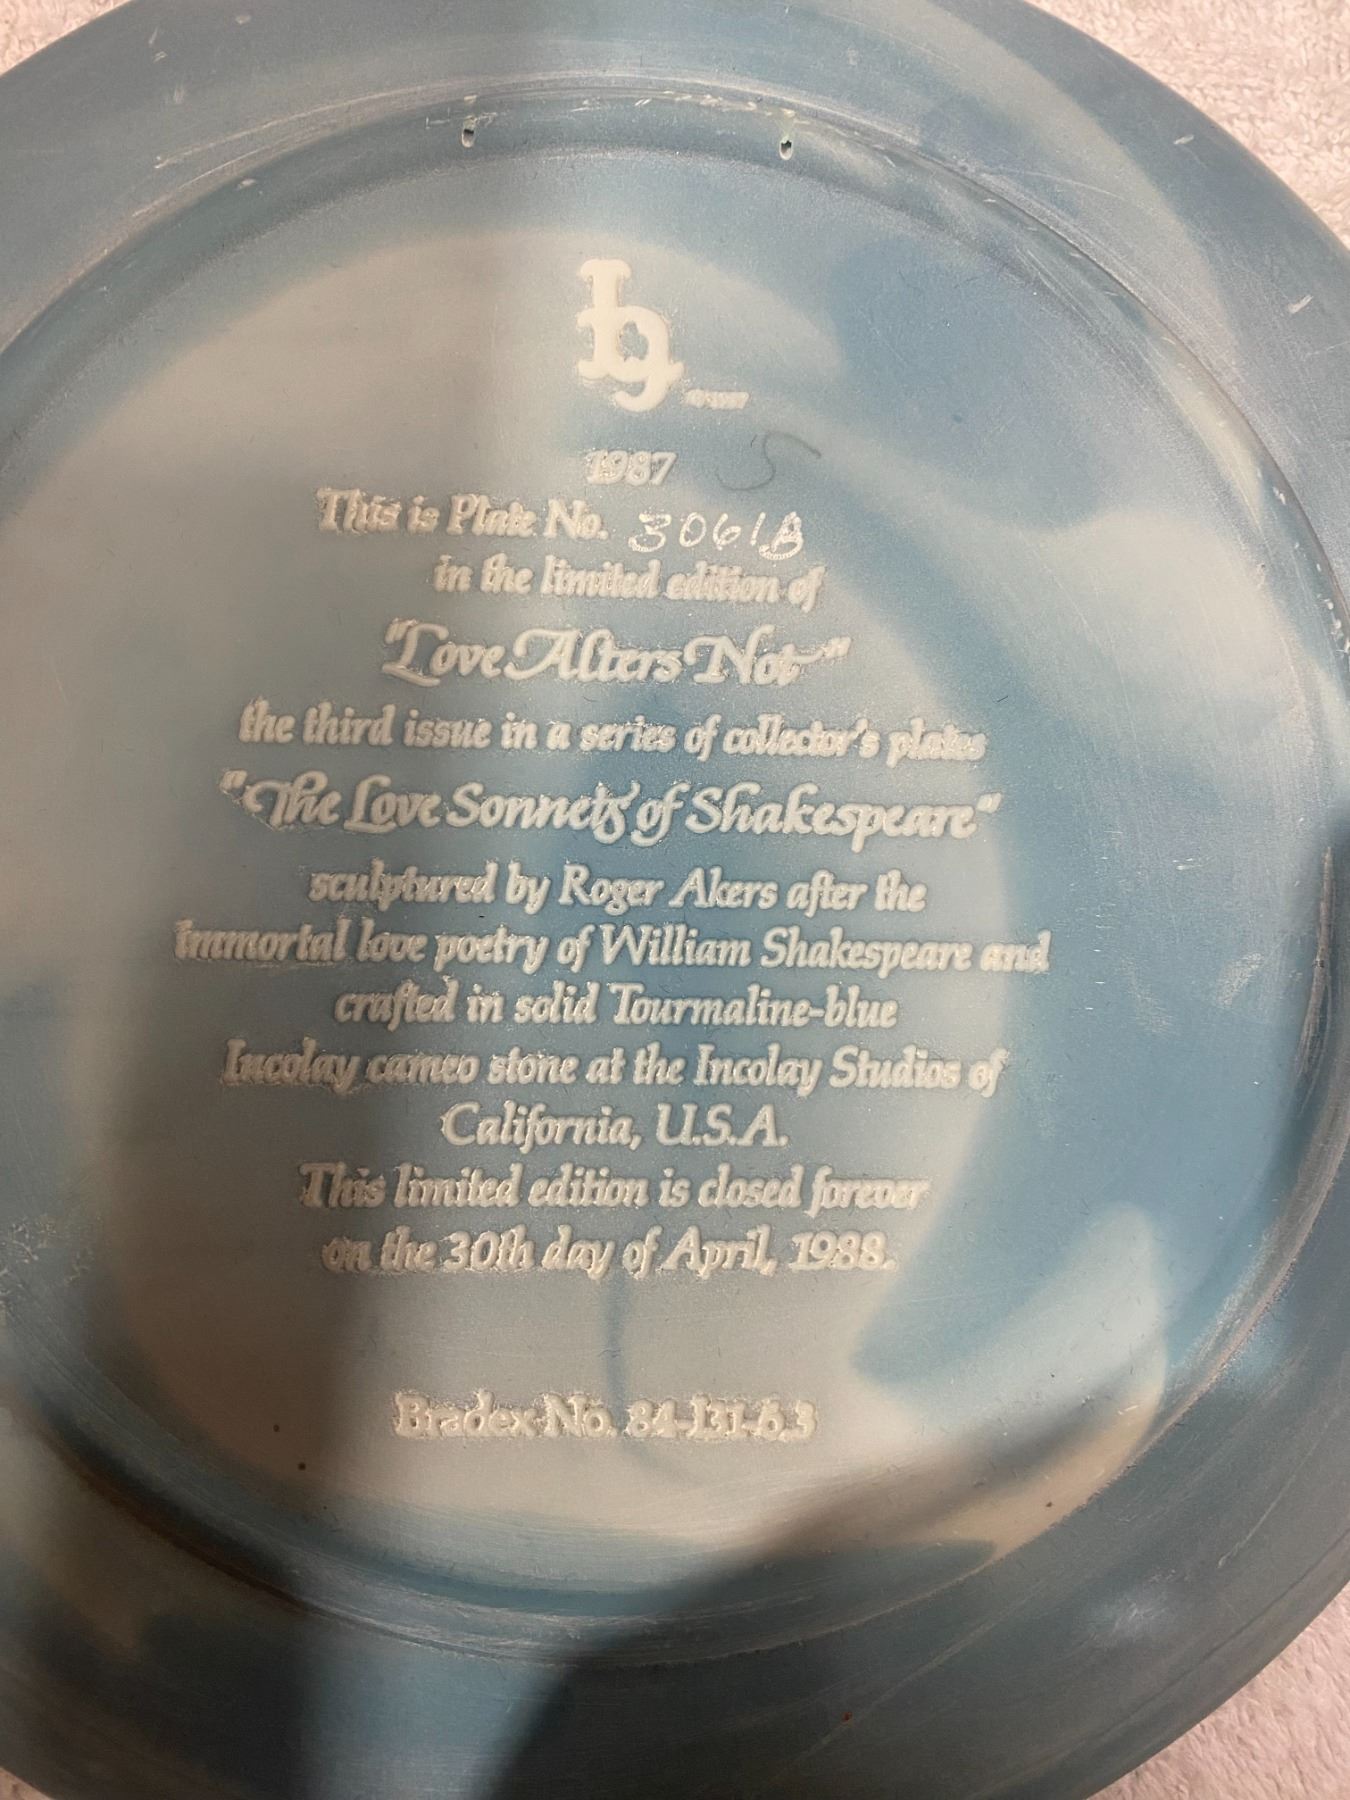 1987
This is Plate No. 3061B
in the limited edition of
"Love Alters Not"
the third issue in a series of collector's plates
"The Love Sonnets of Shakespeare"
sculptured by Roger Akers after the
immortal love poetry of William Shakespeare and
crafted in solid Tourmaline-blue
Incolay cameo stone at the Incolay Studios of
California, U.S.A.
This limited edition is closed forever
on the 30th day of April, 1988.
Bradex No. 84-I31-6.3